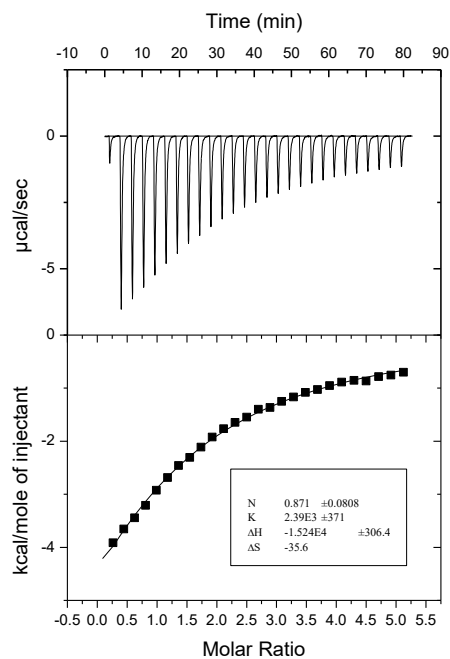 Time (min)
-10 0 10 20 30 40 50 60 70 80 90
0
µcal/sec
-5
0
-2
kcal/mole of injectant
N 0.871 ±0.0808
K 2.39E3 ±371
ΔH -1.524E4 ±306.4
ΔS -35.6
-4
-0.5 0.0 0.5 1.0 1.5 2.0 2.5 3.0 3.5 4.0 4.5 5.0 5.5
Molar Ratio